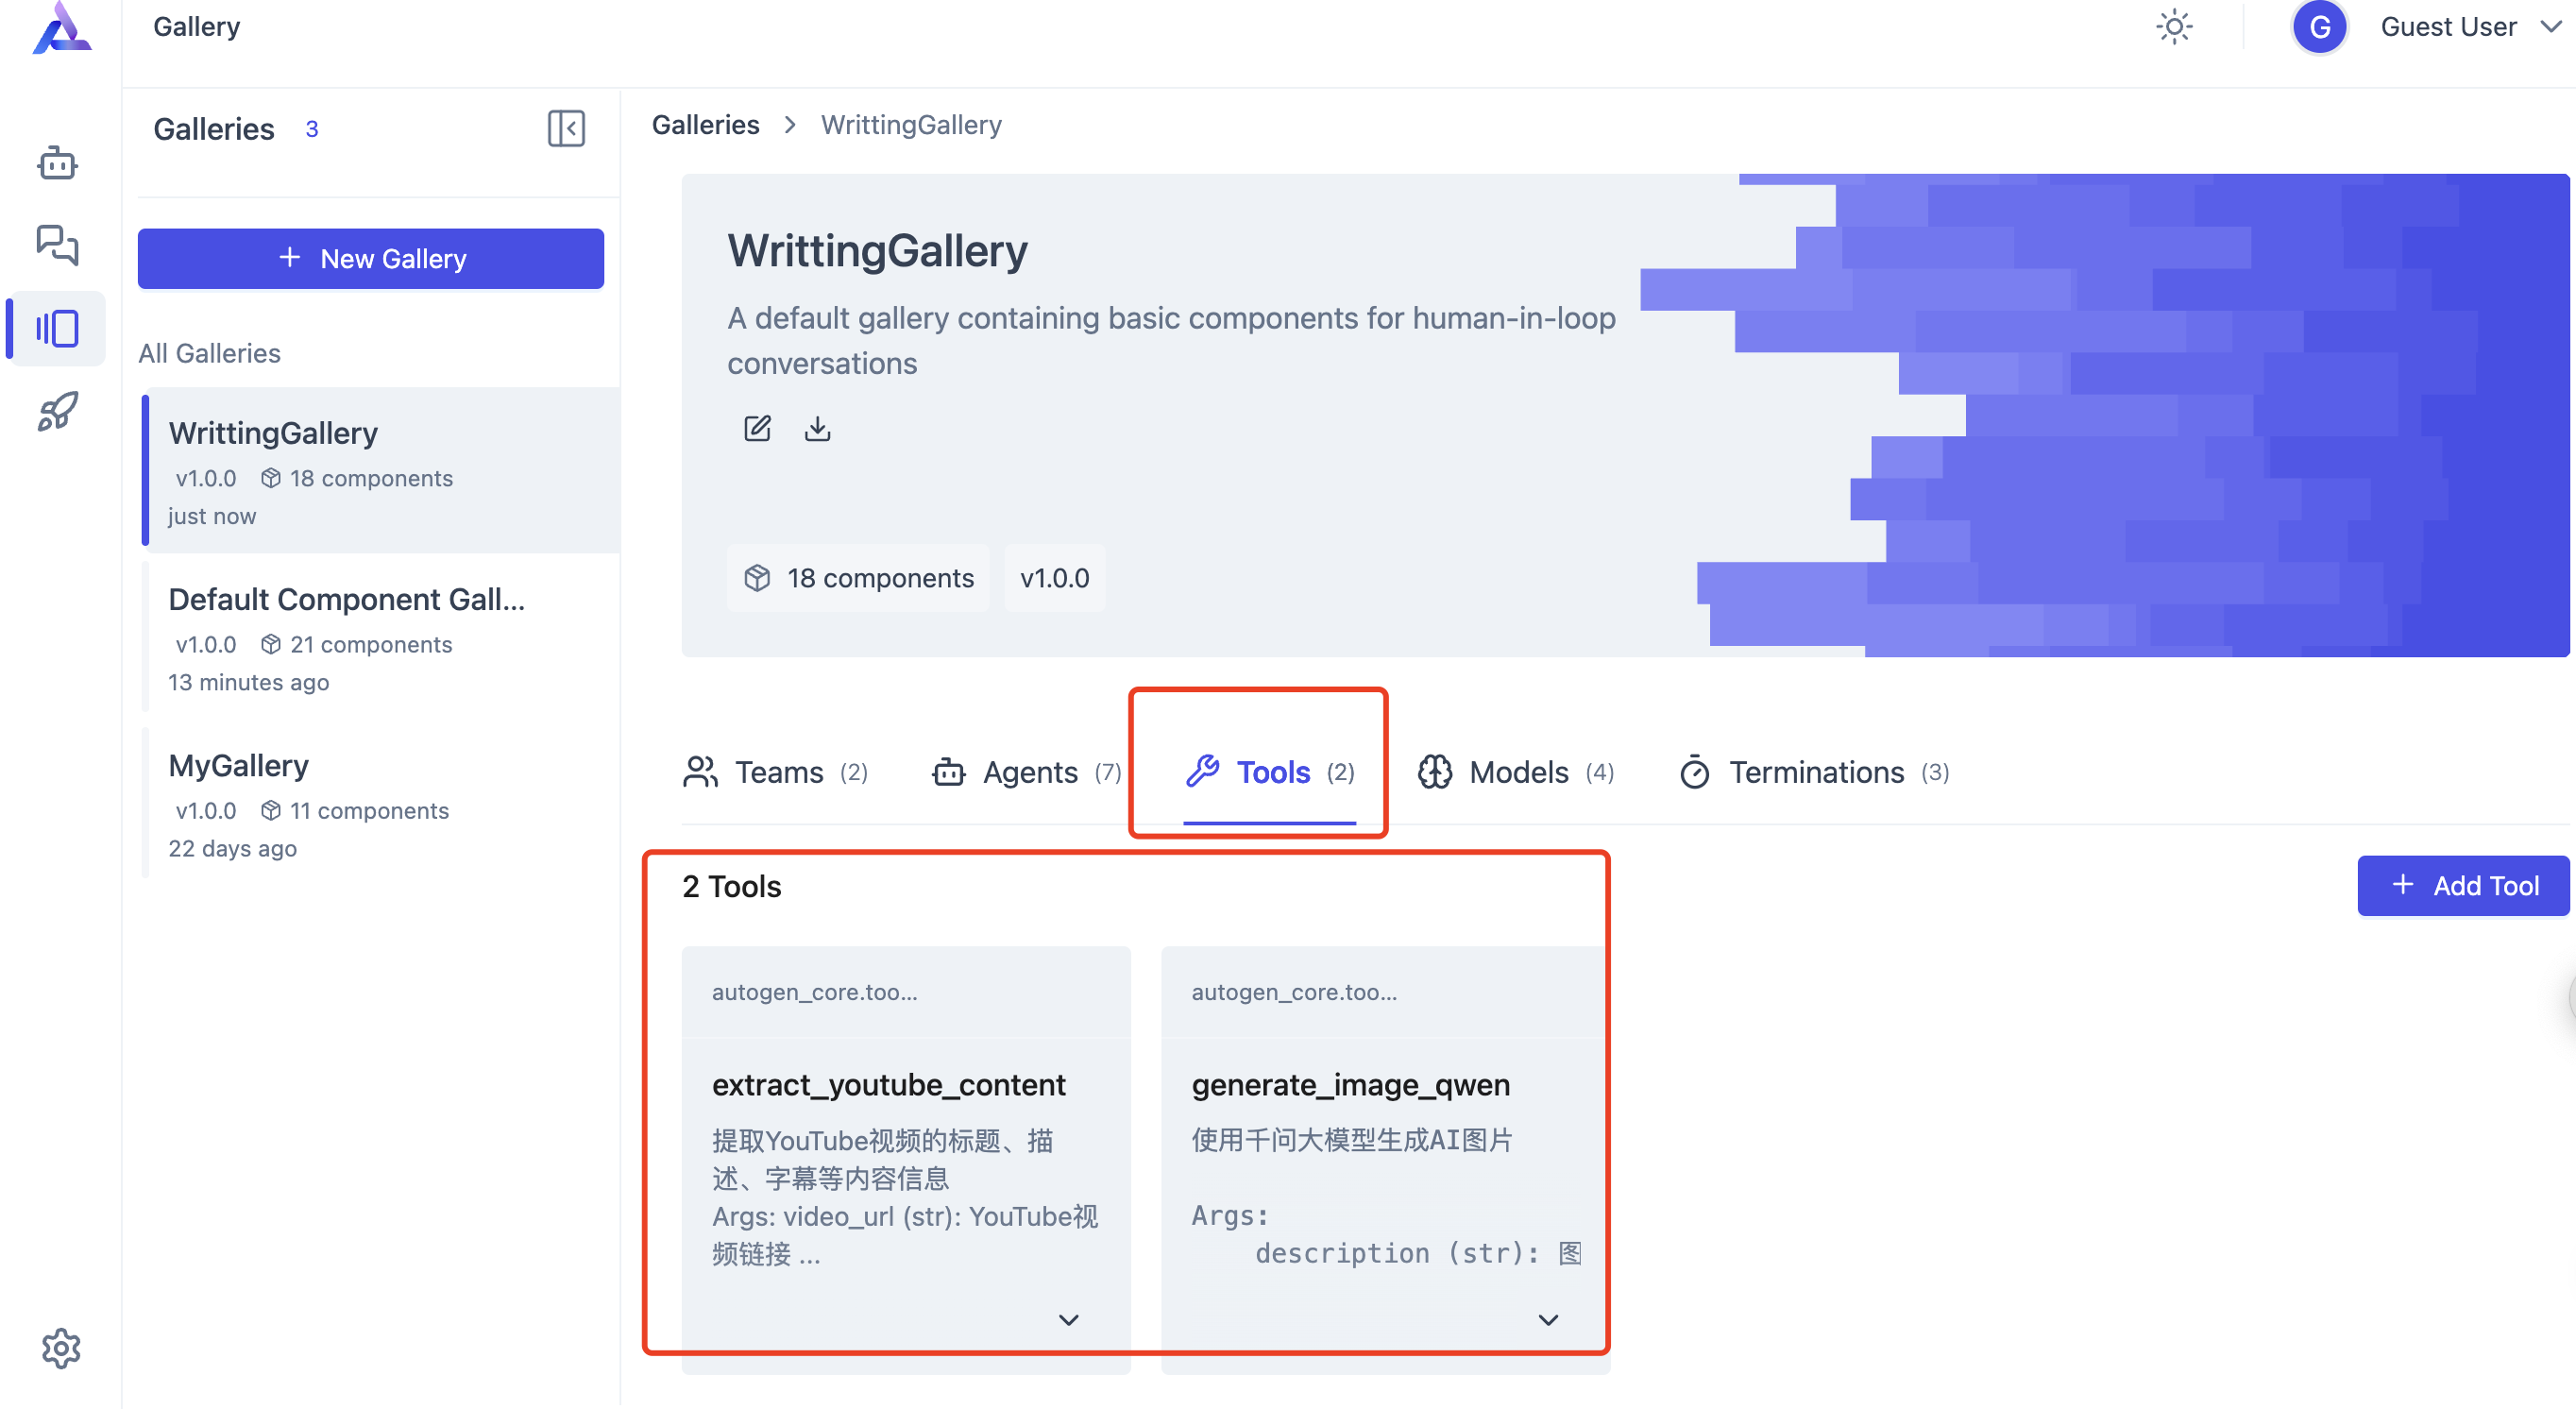 Gallery
G
Guest User
Galleries 3
New Gallery
All Galleries
WrittingGallery
v1.0.0 18 components
just now
Default Component Gall...
v1.0.0 21 components
13 minutes ago
MyGallery
v1.0.0 11 components
22 days ago
Galleries > WrittingGallery
WrittingGallery
A default gallery containing basic components for human-in-loop
conversations
18 components v1.0.0
Teams (2) Agents (7) Tools (2) Models (4) Terminations (3)
2 Tools
Add Tool
autogen_core.too...
extract_youtube_content
提取YouTube视频的标题、描
述、字幕等内容信息
Args: video_url (str): YouTube视
频链接 ...
autogen_core.too...
generate_image_qwen
使用千问大模型生成AI图片
Args:
description (str): 图